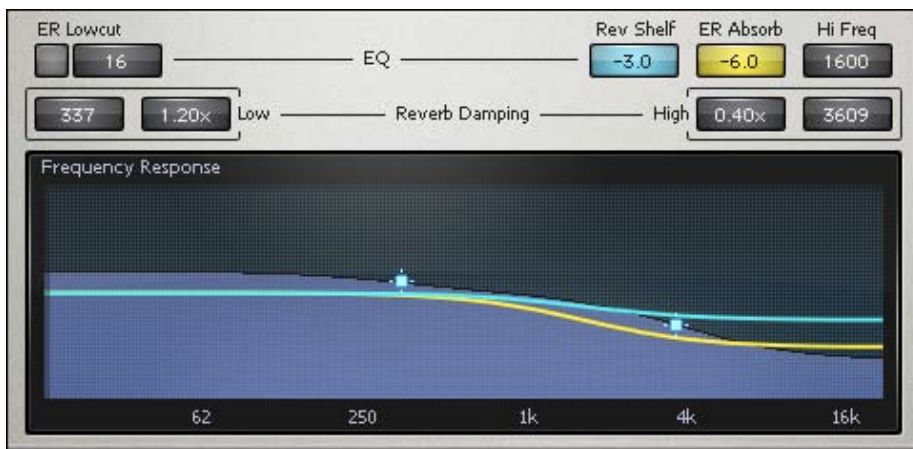 ER Lowcut
Rev Shelf ER Absorb Hi Freq
16 EQ -3.0 -6.0 1600
337 1.20x Low Reverb Damping High 0.40x 3609
Frequency Response
62 250 1k 4k 16k